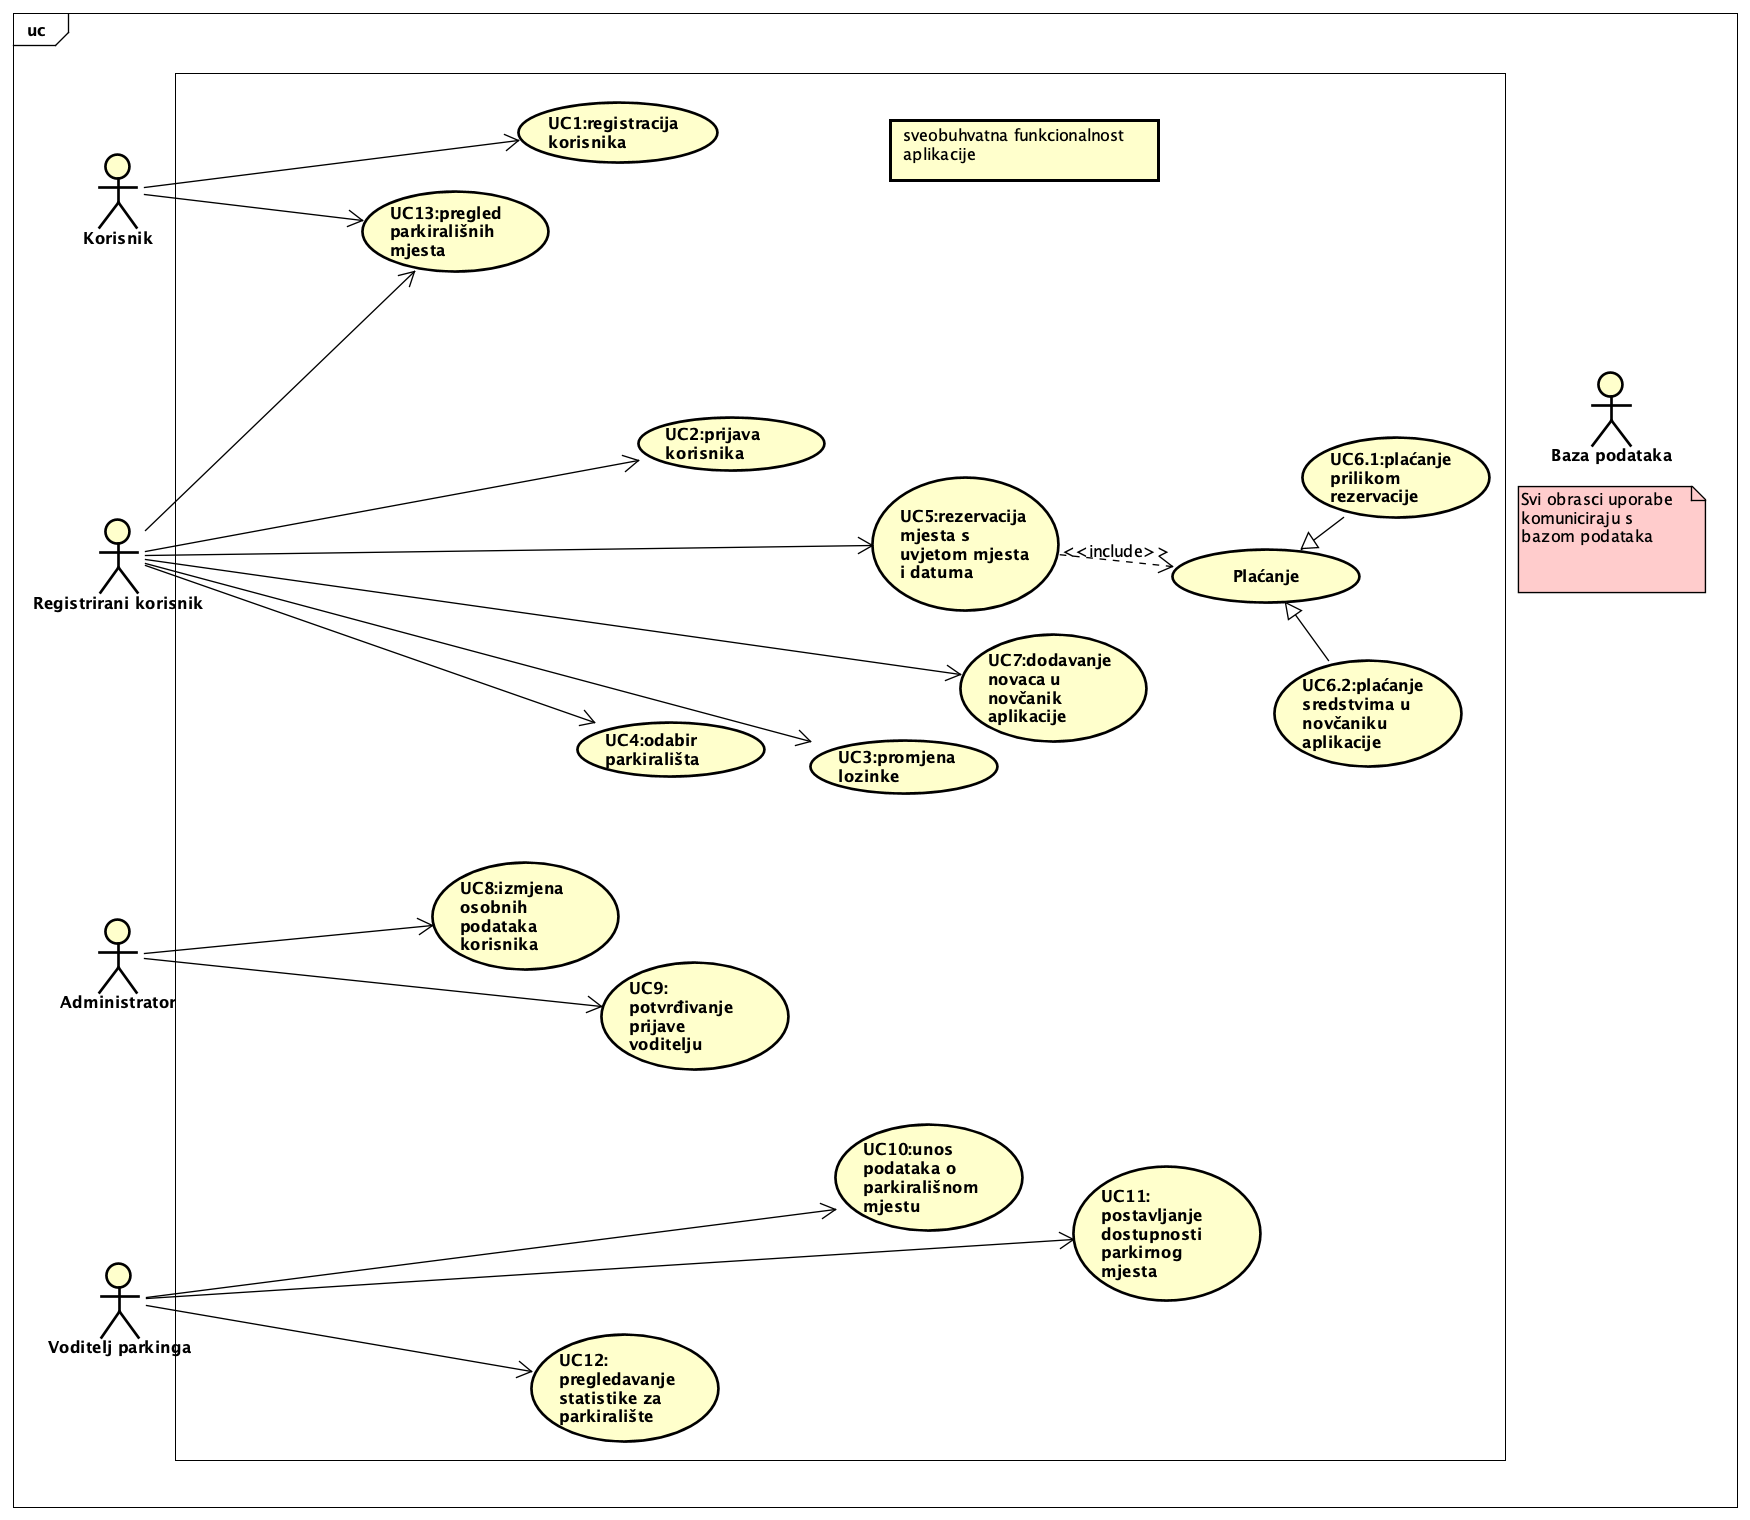 uc
UC1:registracija
korisnika
sveobuhvatna funkcionalnost
aplikacije
Korisnik
UC13:pregled
parkirališnih
mjesta
UC2:prijava
korisnika
Baza podataka
Svi obrasci uporabe
komuniciraju s
bazom podataka
UC6.1:plaćanje
prilikom
rezervacije
UC5:rezervacija
mjesta s
uvjetom mjesta
i datuma
<<include>>
Plaćanje
Registrirani korisnik
UC7:dodavanje
novaca u
novčanik
aplikacije
UC6.2:plaćanje
sredstvima u
novčaniku
aplikacije
UC4:odabir
parkirališta
UC3:promjena
lozinke
UC8:izmjena
osobnih
podataka
korisnika
Administrator
UC9:
potvrđivanje
prijave
voditelju
UC10:unos
podataka o
parkirališnom
mjestu
UC11:
postavljanje
dostupnosti
parkirnog
mjesta
Voditelj parkinga
UC12:
pregledavanje
statistike za
parkiralište